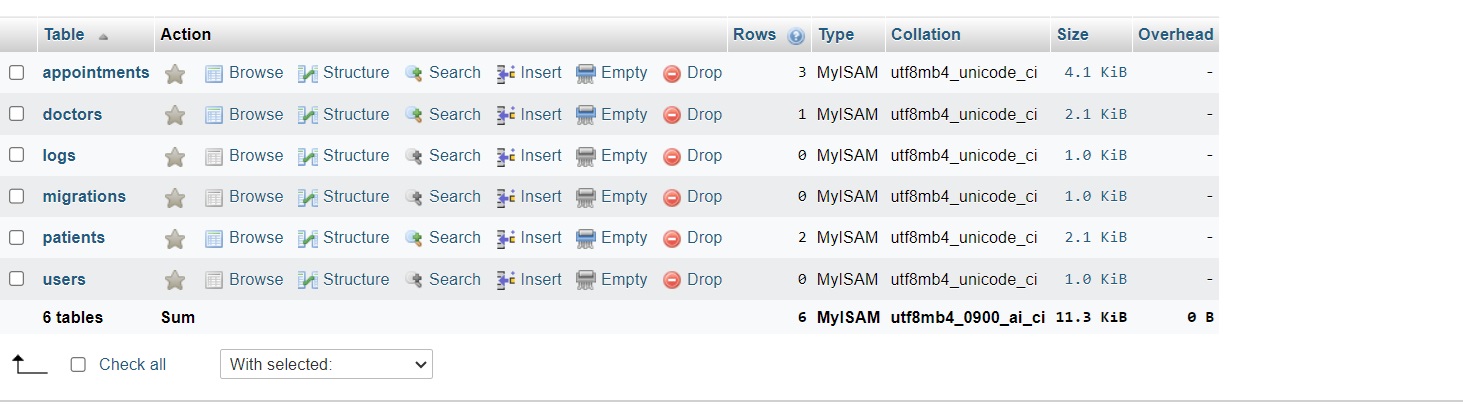 Table Action Rows Type Collation Size Overhead
appointments Browse Structure Search Insert Empty Drop 3 MyISAM utf8mb4_unicode_ci 4.1 KiB -
doctors Browse Structure Search Insert Empty Drop 1 MyISAM utf8mb4_unicode_ci 2.1 KiB -
logs Browse Structure Search Insert Empty Drop 0 MyISAM utf8mb4_unicode_ci 1.0 KiB -
migrations Browse Structure Search Insert Empty Drop 0 MyISAM utf8mb4_unicode_ci 1.0 KiB -
patients Browse Structure Search Insert Empty Drop 2 MyISAM utf8mb4_unicode_ci 2.1 KiB -
users Browse Structure Search Insert Empty Drop 0 MyISAM utf8mb4_unicode_ci 1.0 KiB -
6 tables Sum 6 MyISAM utf8mb4_0900_ai_ci 11.3 KiB 0 B
Check all With selected: